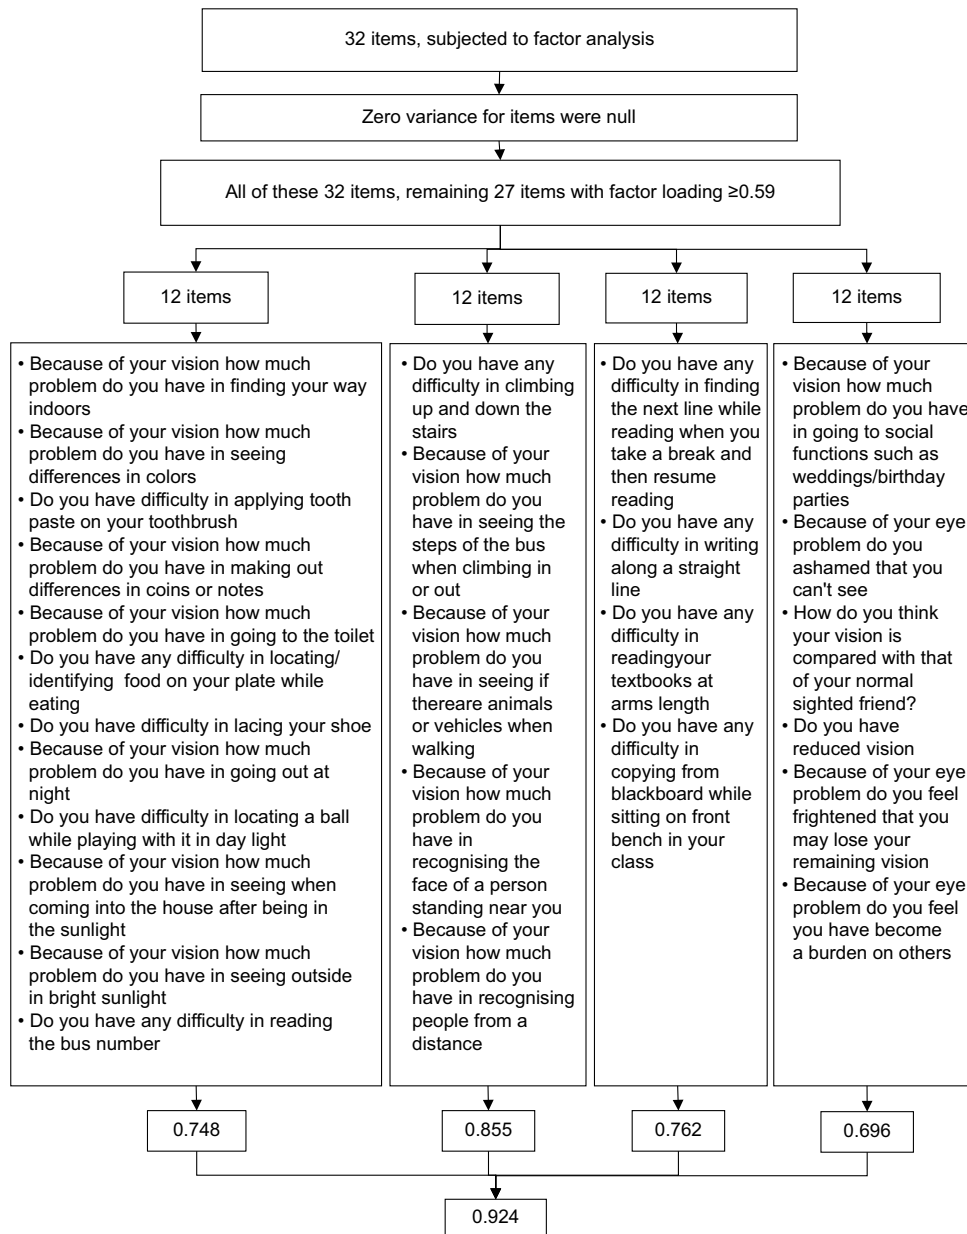 32 items, subjected to factor analysis
Zero variance for items were null
All of these 32 items, remaining 27 items with factor loading ≥0.59
12 items
12 items
12 items
12 items
• Because of your vision how much
problem do you have in finding your way
indoors
• Because of your vision how much
problem do you have in seeing
differences in colors
• Do you have difficulty in applying tooth
paste on your toothbrush
• Because of your vision how much
problem do you have in making out
differences in coins or notes
• Because of your vision how much
problem do you have in going to the toilet
• Do you have any difficulty in locating/
identifying food on your plate while
eating
• Do you have difficulty in lacing your shoe
• Because of your vision how much
problem do you have in going out at
night
• Do you have difficulty in locating a ball
while playing with it in day light
• Because of your vision how much
problem do you have in seeing when
coming into the house after being in
the sunlight
• Because of your vision how much
problem do you have in seeing outside
in bright sunlight
• Do you have any difficulty in reading
the bus number
• Do you have any
difficulty in climbing
up and down the
stairs
• Because of your
vision how much
problem do you
have in seeing the
steps of the bus
when climbing in
or out
• Because of your
vision how much
problem do you
have in seeing if
thereare animals
or vehicles when
walking
• Because of your
vision how much
problem do you
have in
recognising the
face of a person
standing near you
• Because of your
vision how much
problem do you
have in recognising
people from a
distance
• Do you have any
difficulty in finding
the next line while
reading when you
take a break and
then resume
reading
• Do you have any
difficulty in writing
along a straight
line
• Do you have any
difficulty in
readingyour
textbooks at
arms length
• Do you have any
difficulty in
copying from
blackboard while
sitting on front
bench in your
class
• Because of your
vision how much
problem do you have
in going to social
functions such as
weddings/birthday
parties
• Because of your eye
problem do you
ashamed that you
can't see
• How do you think
your vision is
compared with that
of your normal
sighted friend?
• Do you have
reduced vision
• Because of your eye
problem do you feel
frightened that you
may lose your
remaining vision
• Because of your eye
problem do you feel
you have become
a burden on others
0.748
0.855
0.762
0.696
0.924